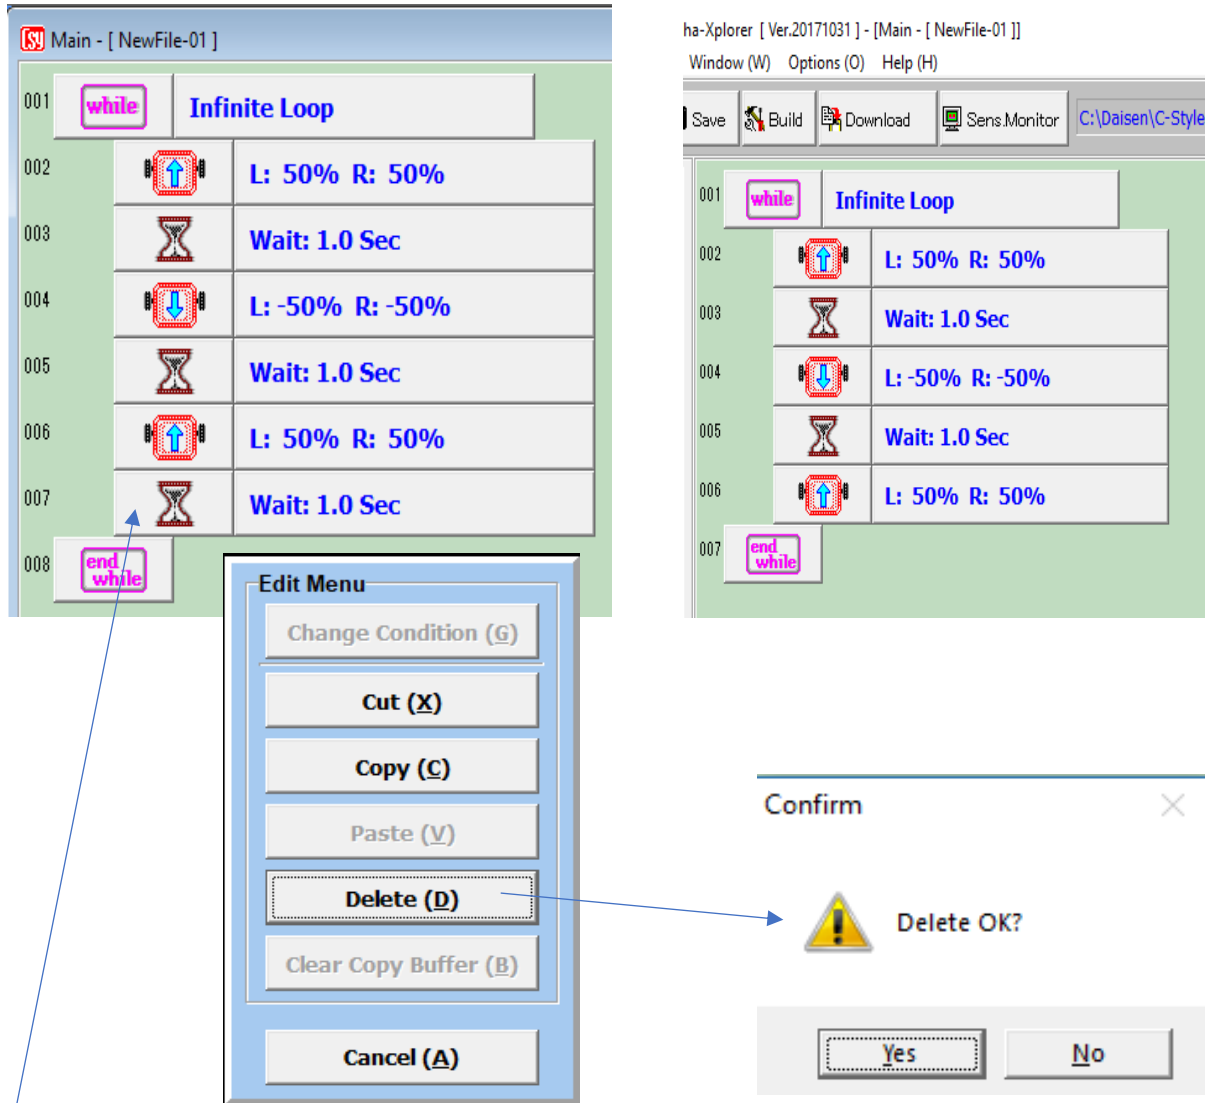 Main - [ NewFile-01 ]
001 while Infinite Loop
002 L: 50% R: 50%
003 Wait: 1.0 Sec
004 L: -50% R: -50%
005 Wait: 1.0 Sec
006 L: 50% R: 50%
007 Wait: 1.0 Sec
008 end while
Edit Menu
Change Condition (G)
Cut (X)
Copy (C)
Paste (V)
Delete (D)
Clear Copy Buffer (B)
Cancel (A)
ha-Xplorer [ Ver.20171031 ] - [Main - [ NewFile-01 ]]
Window (W) Options (O) Help (H)
Save Build Download Sens.Monitor C:\Daisen\C-Style
001 while Infinite Loop
002 L: 50% R: 50%
003 Wait: 1.0 Sec
004 L: -50% R: -50%
005 Wait: 1.0 Sec
006 L: 50% R: 50%
007 end while
Confirm
Delete OK?
Yes No